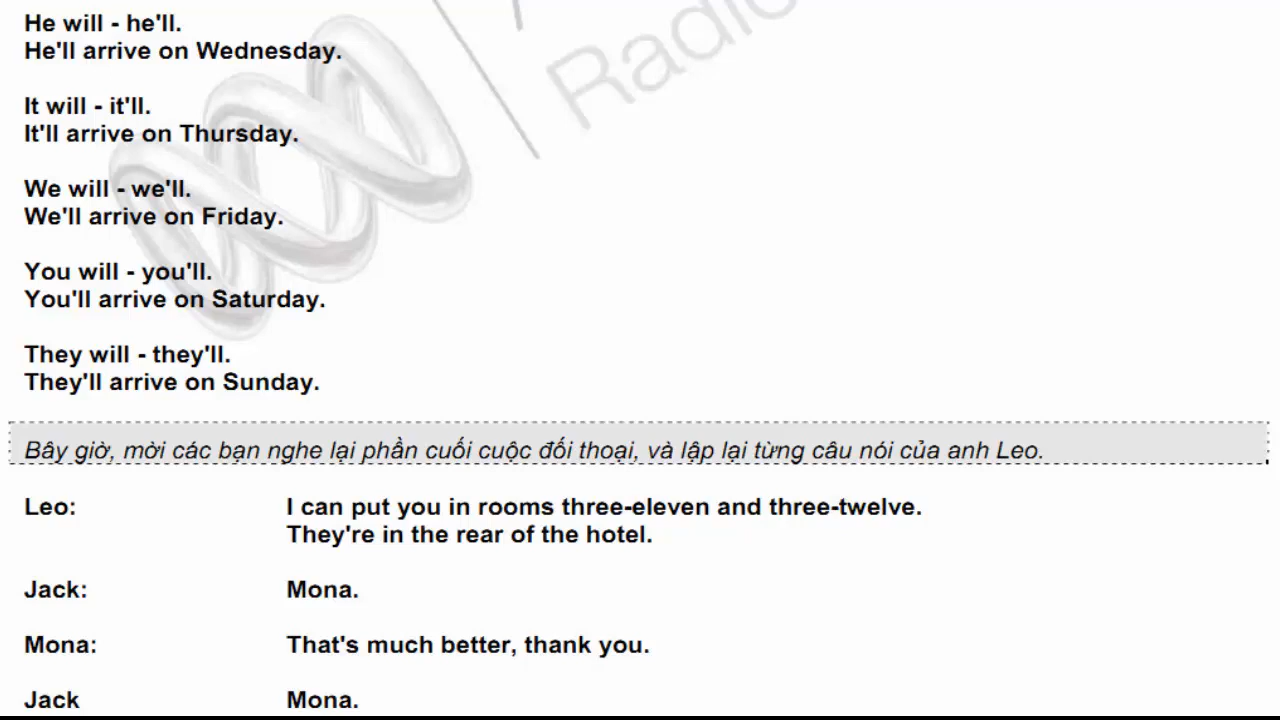 He will - he'll.
He'll arrive on Wednesday.
Radio
It will - it'll.
It'll arrive on Thursday.
We will - we'll.
We'll arrive on Friday.
You will - you'll.
You'll arrive on Saturday.
They will - they'll.
They'll arrive on Sunday.
Bây giờ, mời các bạn nghe lại phần cuối cuộc đối thoại, và lập lại từng câu nói của anh Leo.
Leo: I can put you in rooms three-eleven and three-twelve.
They're in the rear of the hotel.
Jack: Mona.
Mona: That's much better, thank you.
Jack Mona.